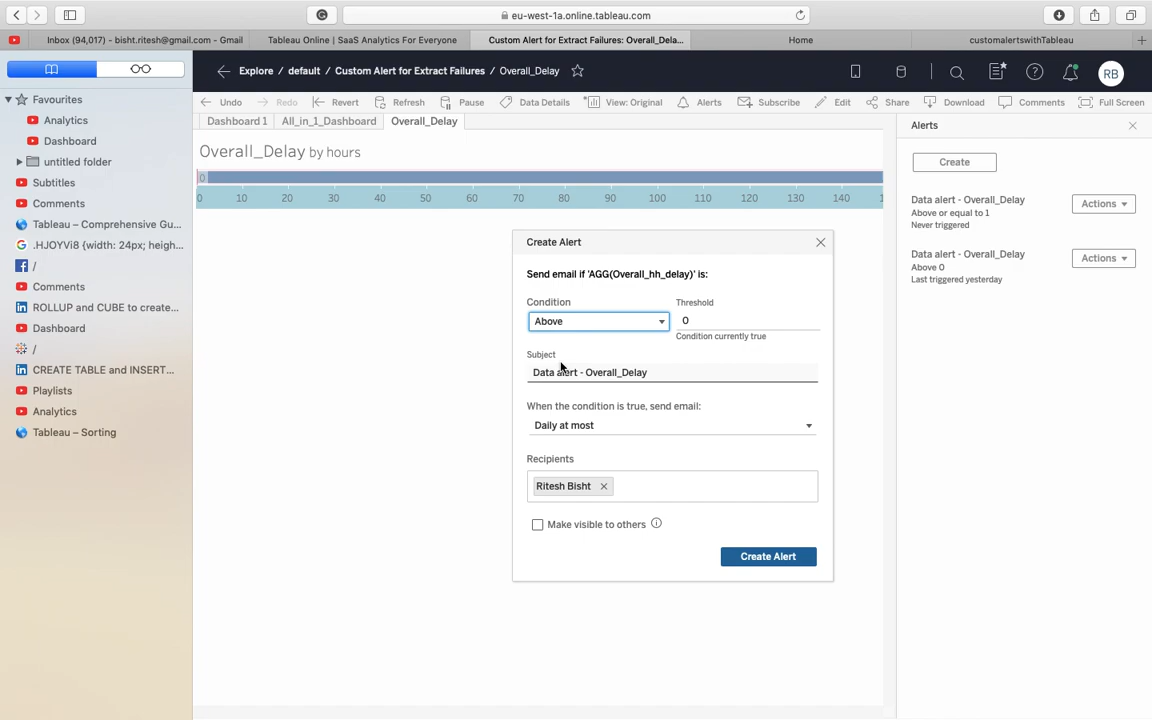 eu-west-1a.online.tableau.com
Inbox (94,017) - bisht.ritesh@gmail.com - Gmail
Tableau Online | SaaS Analytics For Everyone
Custom Alert for Extract Failures: Overall_Dela...
Home
customalertswithTableau
Favourites
Analytics
Dashboard
untitled folder
Subtitles
Comments
Tableau – Comprehensive Gu...
.HJOYVi8 {width: 24px; heigh...
/
Comments
ROLLUP and CUBE to create...
Dashboard
/
CREATE TABLE and INSERT...
Playlists
Analytics
Tableau – Sorting
Explore / default / Custom Alert for Extract Failures / Overall_Delay
RB
Undo Redo Revert Refresh Pause Data Details View: Original Alerts Subscribe Edit Share Download Comments Full Screen
Dashboard 1 All_in_1_Dashboard Overall_Delay
Overall_Delay by hours
0
0 10 20 30 40 50 60 70 80 90 100 110 120 130 140
Create Alert
Send email if 'AGG(Overall_hh_delay)' is:
Condition
Threshold
Above
0
Condition currently true
Subject
Data alert - Overall_Delay
When the condition is true, send email:
Daily at most
Recipients
Ritesh Bisht
Make visible to others
Create Alert
Alerts
Create
Data alert - Overall_Delay
Above or equal to 1
Never triggered
Actions
Data alert - Overall_Delay
Above 0
Last triggered yesterday
Actions